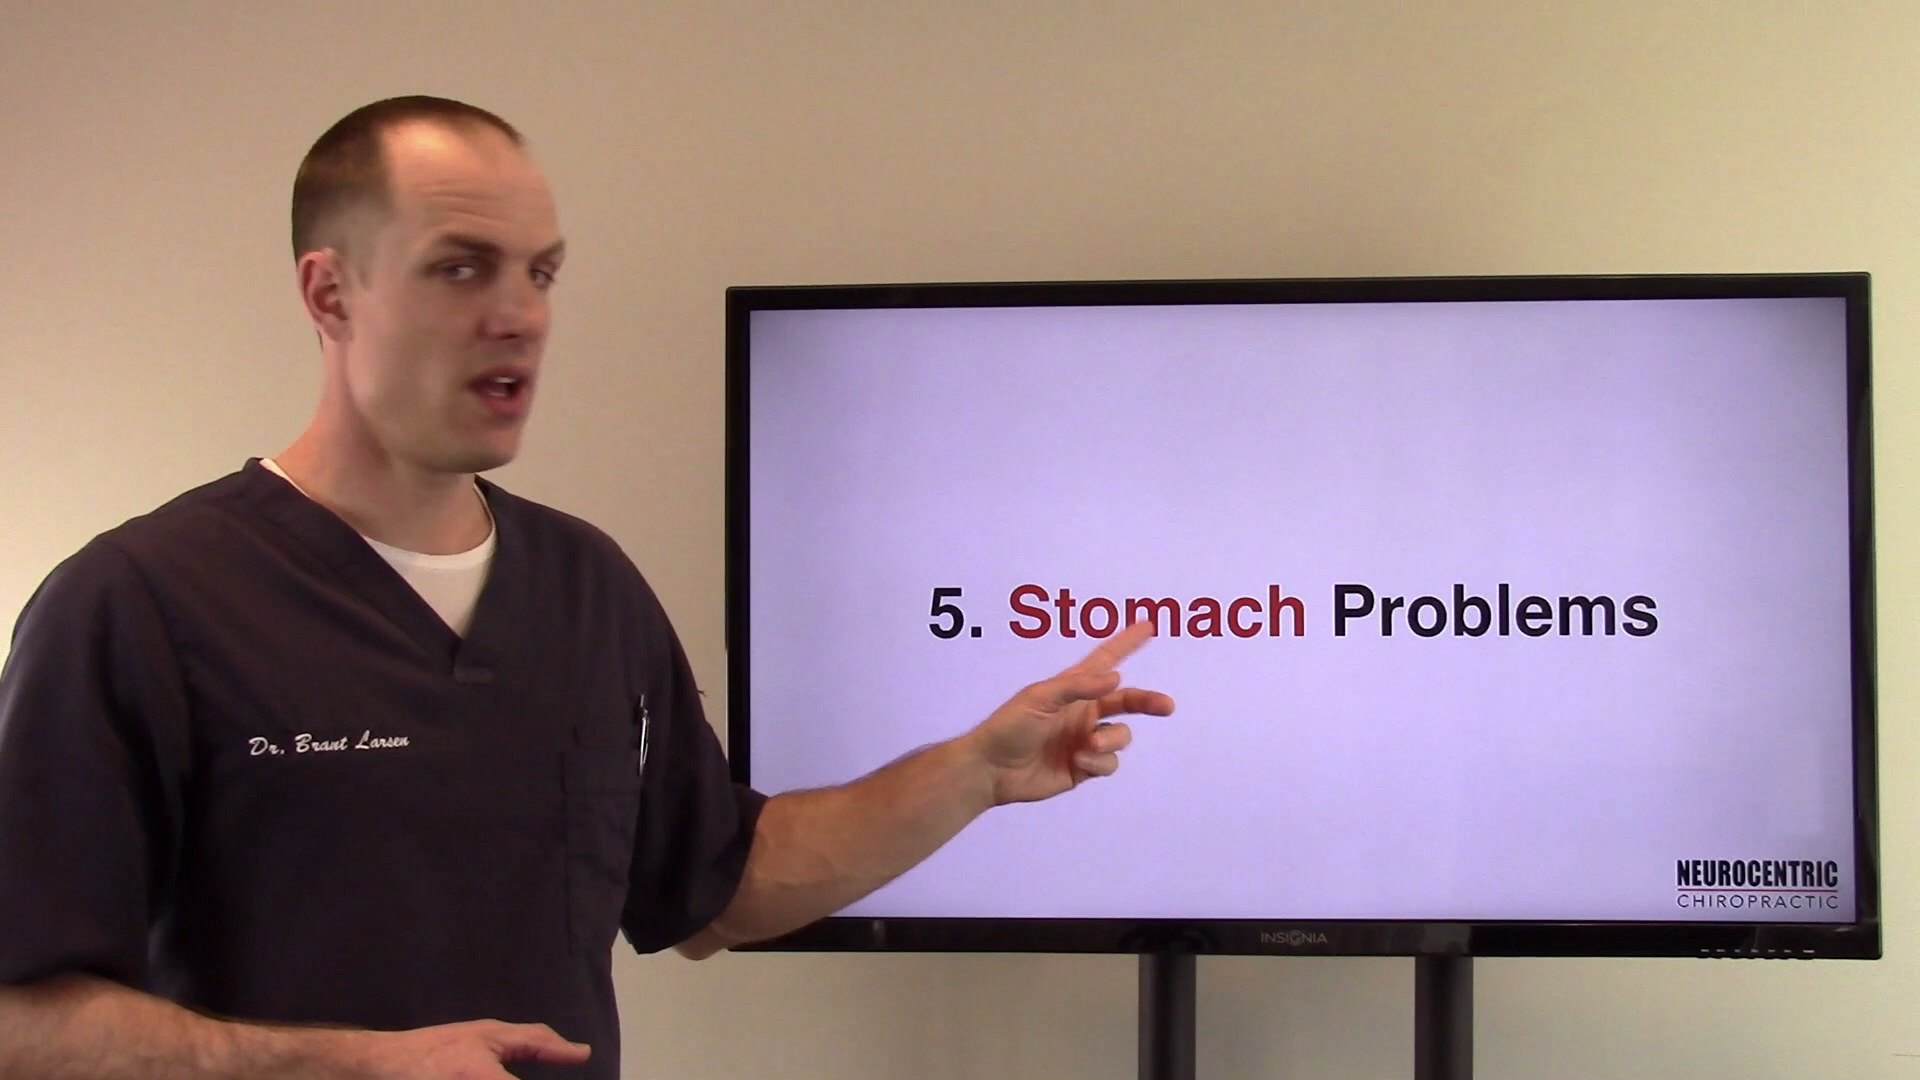 Dr. Brant Larsen
5. Stomach Problems
NEUROCENTRIC
CHIROPRACTIC
INSIGNIA